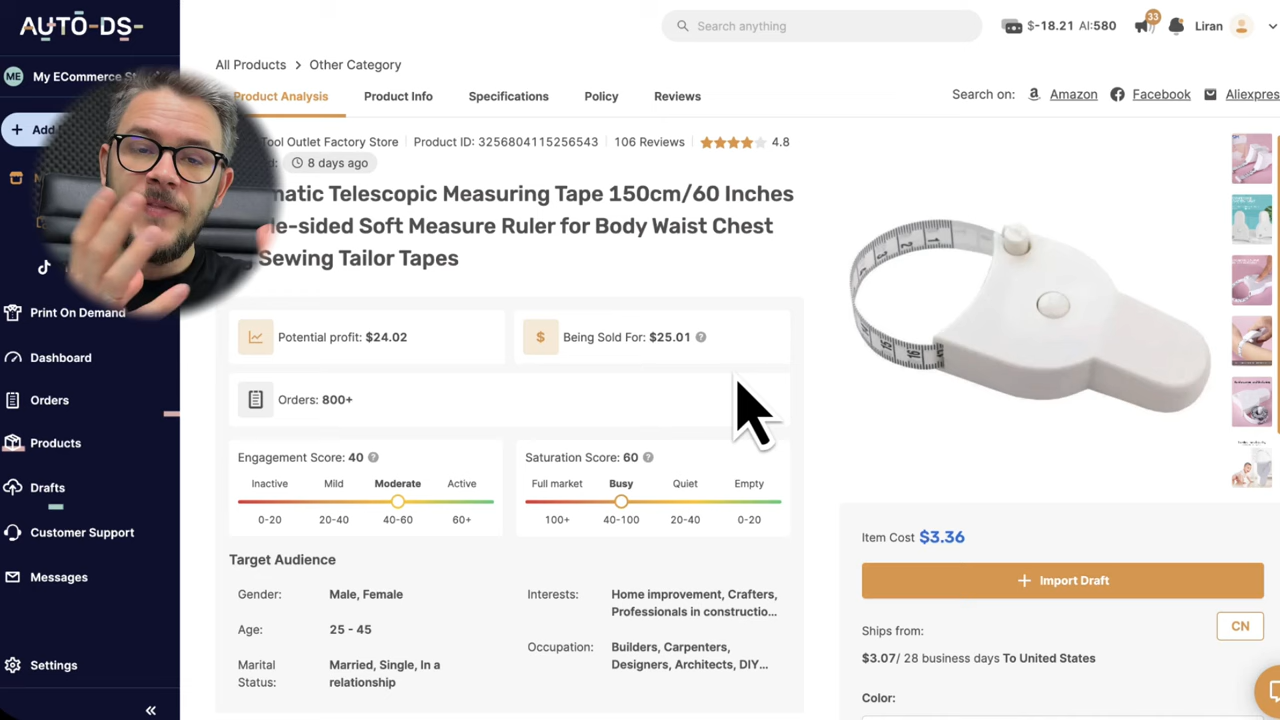 AUTO-DS-
Search anything
$-18.21 AI:580
33
Liran
ME My ECommerce St
All Products > Other Category
Add
Product Analysis
Product Info
Specifications
Policy
Reviews
Search on:
Amazon
Facebook
Aliexpres
Tool Outlet Factory Store
Product ID: 3256804115256543
106 Reviews
4.8
8 days ago
matic Telescopic Measuring Tape 150cm/60 Inches
le-sided Soft Measure Ruler for Body Waist Chest
Sewing Tailor Tapes
Print On Demand
Dashboard
Orders
Products
Drafts
Customer Support
Messages
Settings
«
Potential profit: $24.02
Being Sold For: $25.01 ?
Orders: 800+
Engagement Score: 40 ?
Inactive Mild Moderate Active
0-20 20-40 40-60 60+
Saturation Score: 60 ?
Full market Busy Quiet Empty
100+ 40-100 20-40 0-20
Target Audience
Gender: Male, Female
Age: 25 - 45
Marital Status: Married, Single, In a relationship
Interests: Home improvement, Crafters, Professionals in constructio...
Occupation: Builders, Carpenters, Designers, Architects, DIY...
Item Cost $3.36
+ Import Draft
Ships from:
CN
$3.07/ 28 business days To United States
Color: